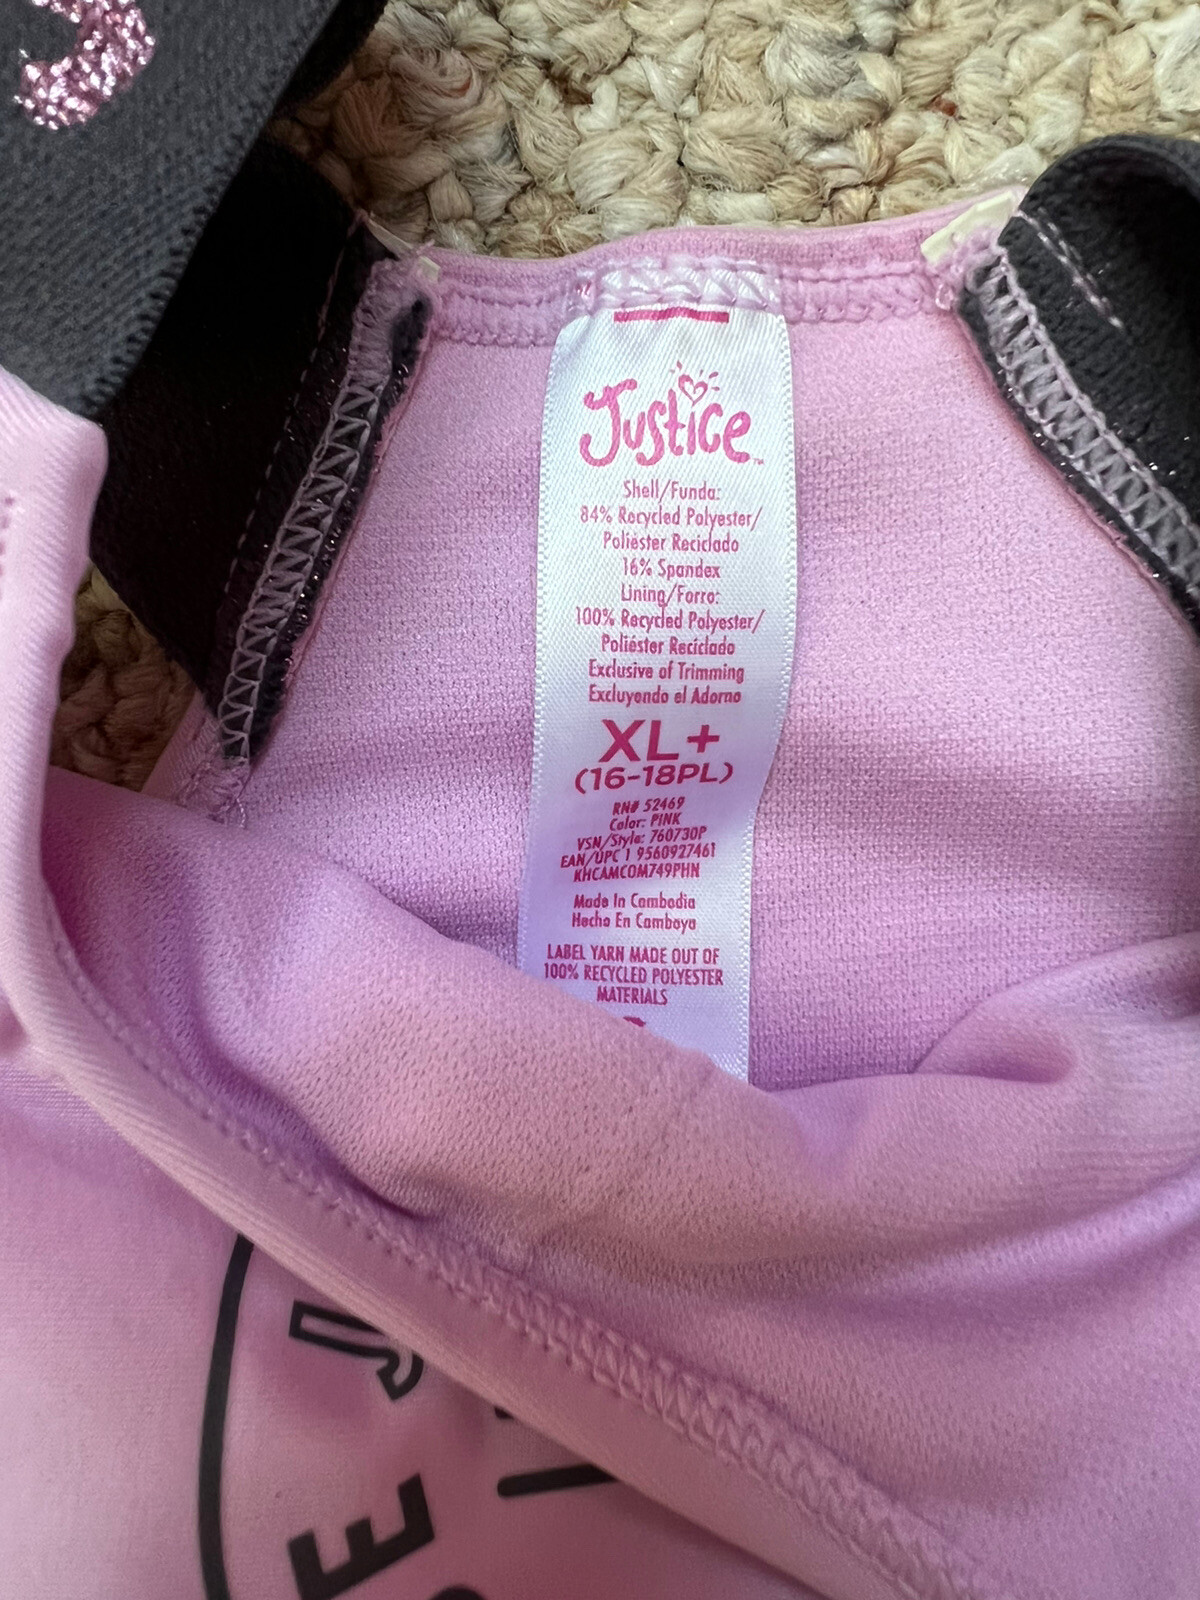 Justice™
Shell/Funda:
84% Recycled Polyester/
Poliéster Reciclado
16% Spandex
Lining/Forro:
100% Recycled Polyester/
Poliéster Reciclado
Exclusive of Trimming
Excluyendo el Adorno
XL+
(16-18PL)
RN# 52469
Color: PINK
VSN/Style: 760730P
EAN/UPC 1 9560927461
KHCAMCOM749PHN
Made In Cambodia
Hecho En Camboya
LABEL YARN MADE OUT OF
100% RECYCLED POLYESTER
MATERIALS
J
E